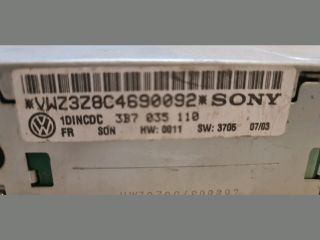 *VWZ3Z8C4690092* SONY
1DINCDC 3B7 035 110
FR SON HW: 0011 SW: 3705 07/03